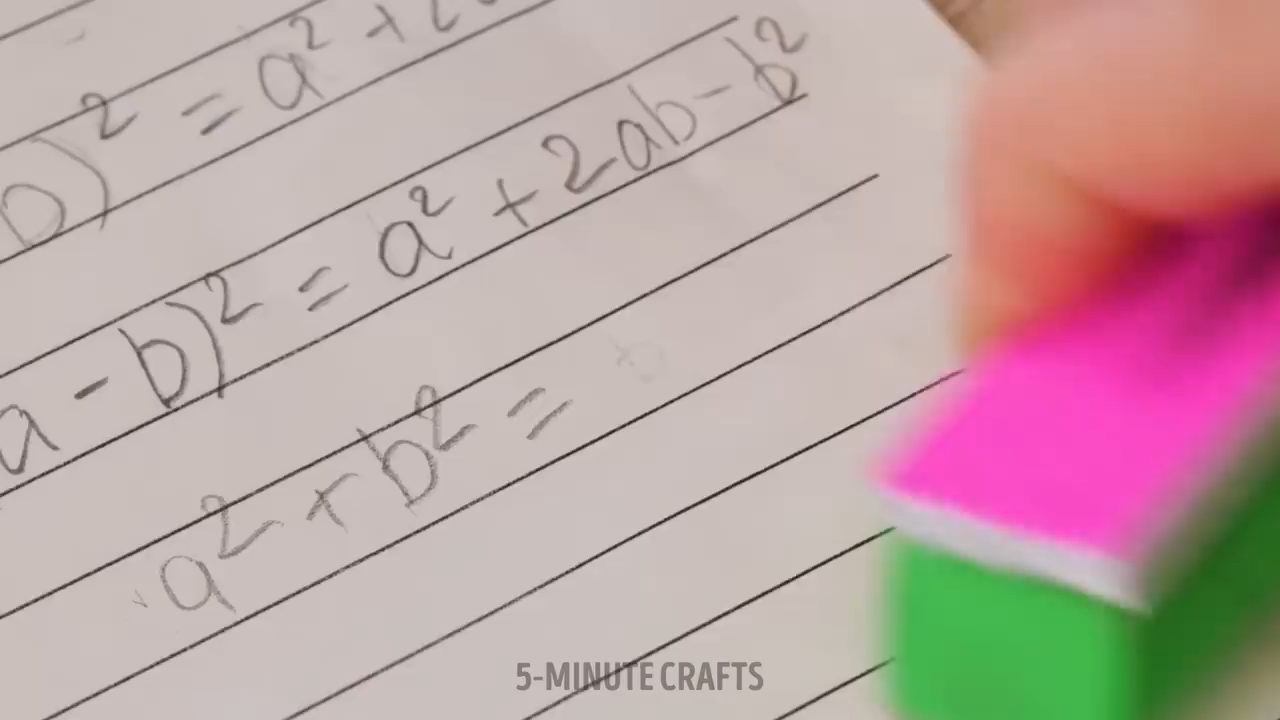 b)² = a² + 2
a - b)² = a² + 2ab - b²
a² + b² =
5-MINUTE CRAFTS